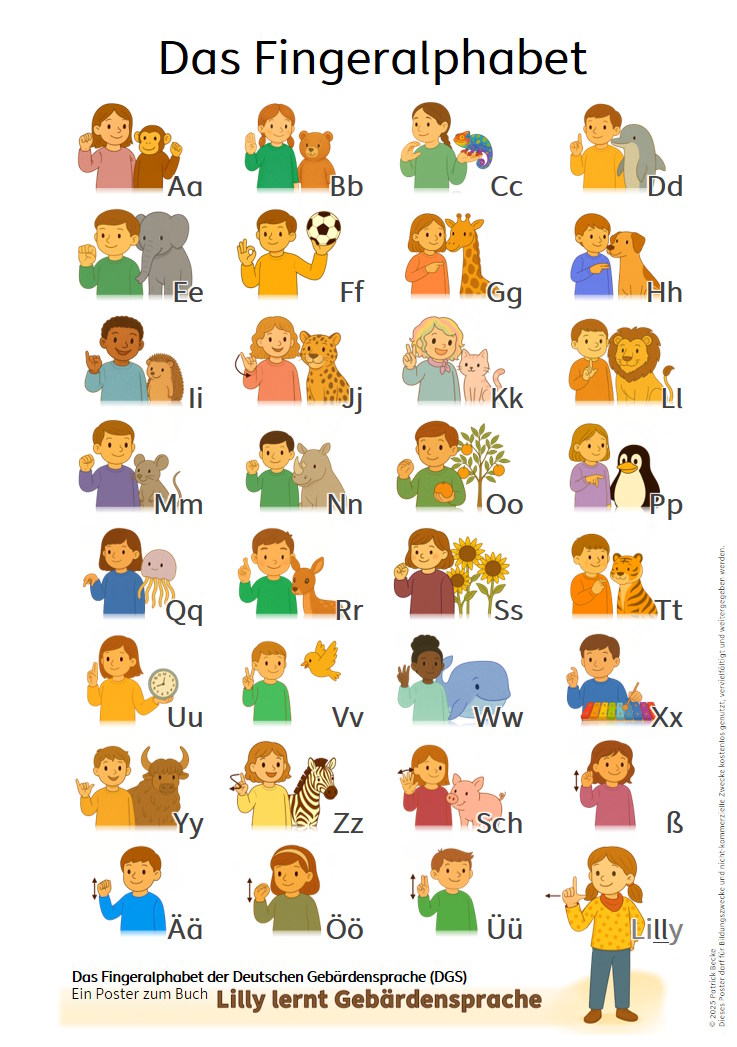 Das Fingeralphabet
Aa Bb Cc Dd
Ee Ff Gg Hh
Ii Jj Kk Ll
Mm Nn Oo Pp
Qq Rr Ss Tt
Uu Vv Ww Xx
Yy Zz Sch ß
Ää Öö Üü Lilly
Das Fingeralphabet der Deutschen Gebärdensprache (DGS)
Ein Poster zum Buch Lilly lernt Gebärdensprache
© 2025 Patrick Becke
Dieses Poster darf für Bildungszwecke und nicht-kommerzielle Zwecke kostenlos genutzt, vervielfältigt und weitergegeben werden.